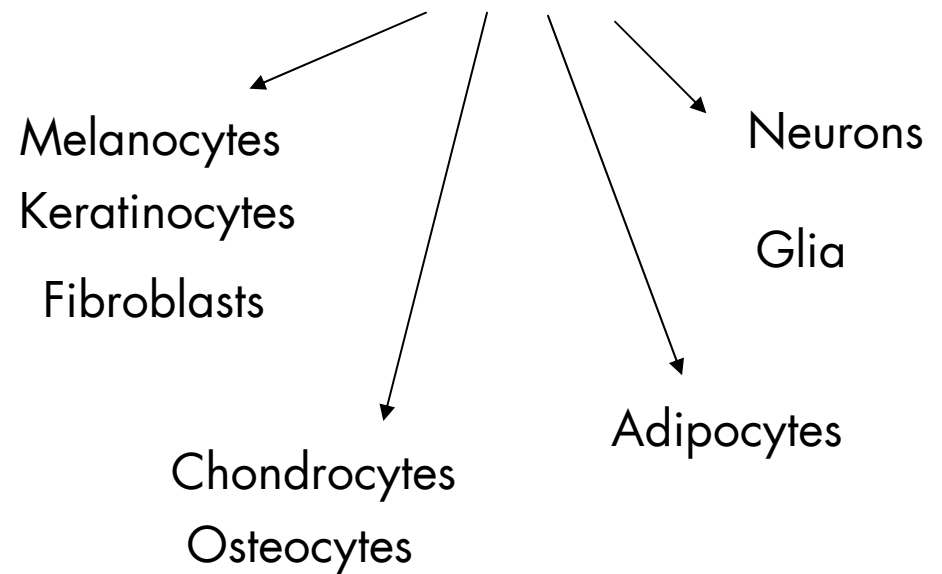 Melanocytes
Keratinocytes
Fibroblasts
Neurons
Glia
Chondrocytes
Osteocytes
Adipocytes